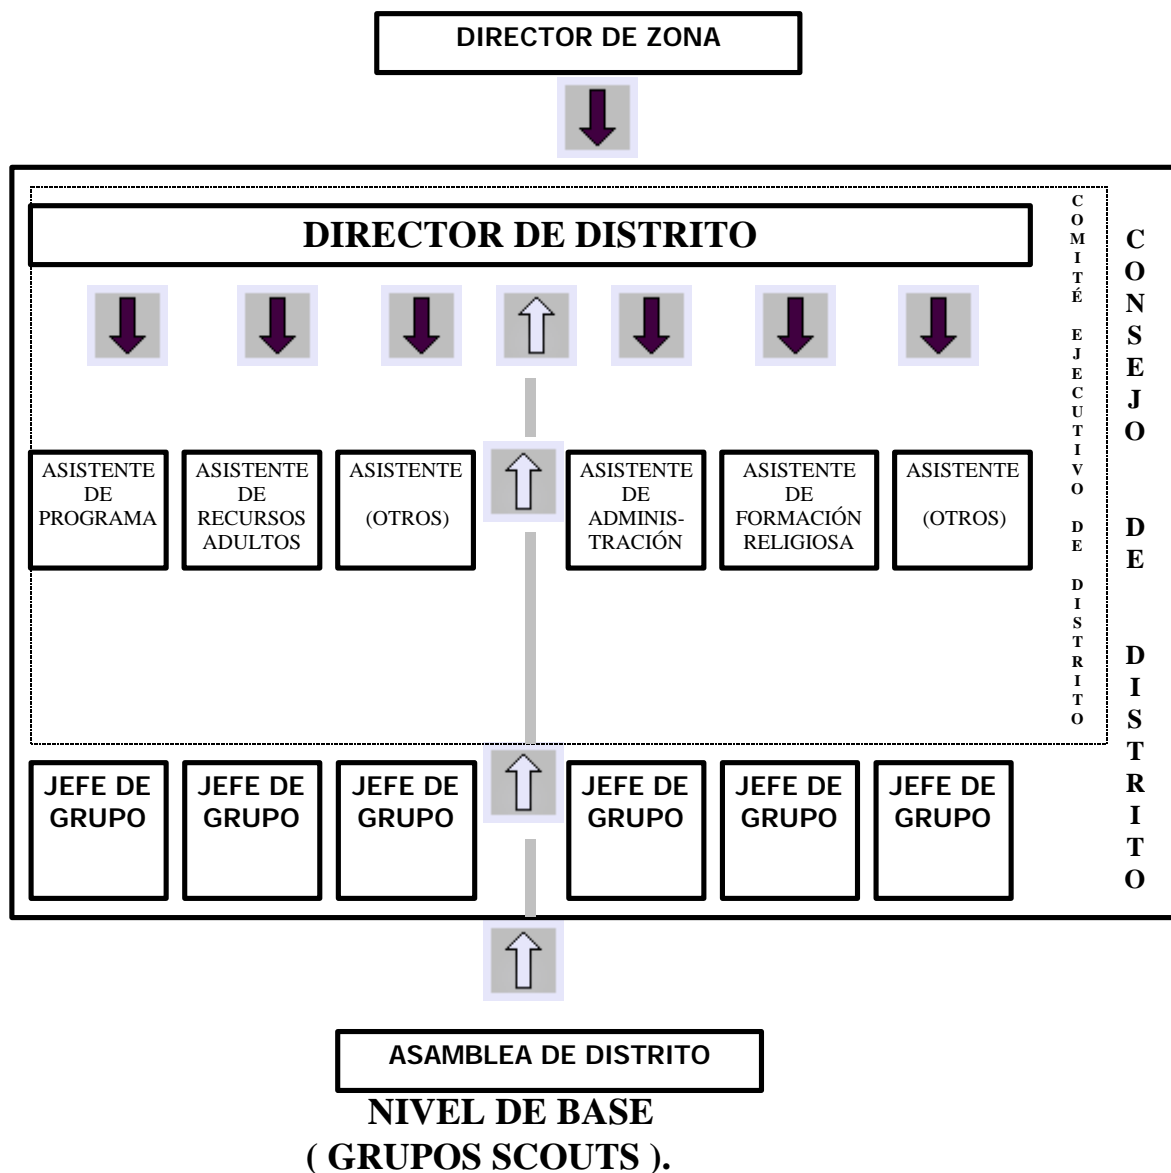 DIRECTOR DE ZONA
DIRECTOR DE DISTRITO
COMITÉ EJECUTIVO DE DISTRITO
CONSEJO DE DISTRITO
ASISTENTE
DE
PROGRAMA
ASISTENTE
DE
RECURSOS
ADULTOS
ASISTENTE
(OTROS)
ASISTENTE
DE
ADMINIS-
TRACIÓN
ASISTENTE
DE
FORMACIÓN
RELIGIOSA
ASISTENTE
(OTROS)
JEFE DE
GRUPO
JEFE DE
GRUPO
JEFE DE
GRUPO
JEFE DE
GRUPO
JEFE DE
GRUPO
JEFE DE
GRUPO
ASAMBLEA DE DISTRITO
NIVEL DE BASE
( GRUPOS SCOUTS ).